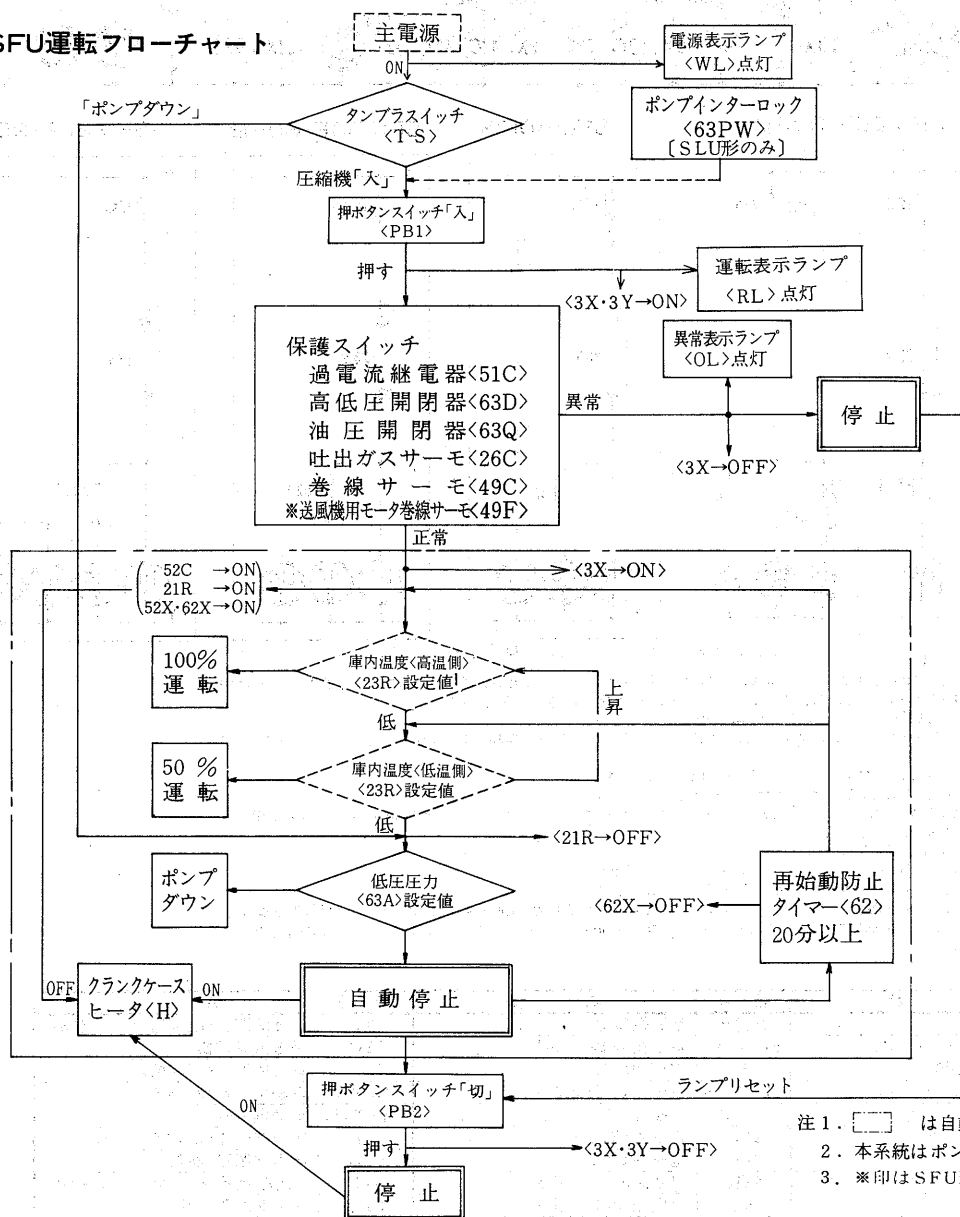 SFU運転フローチャート
主電源
ON
電源表示ランプ
<WL>点灯
「ポンプダウン」
タンブラスイッチ
<T-S>
ポンプインターロック
<63PW>
〔SLU形のみ〕
圧縮機「入」
押ボタンスイッチ「入」
<PB1>
押す
運転表示ランプ
<RL>点灯
<3X・3Y→ON>
保護スイッチ
過電流継電器<51C>
高低圧開閉器<63D>
油圧開閉器<63Q>
吐出ガスサーモ<26C>
巻線サーモ<49C>
※送風機用モータ巻線サーモ<49F>
異常
異常表示ランプ
<OL>点灯
停止
<3X→OFF>
正常
52C →ON
21R →ON
52X・62X→ON
<3X→ON>
100%
運転
庫内温度<高温側>
<23R>設定値
上昇
低
50 %
運転
庫内温度<低温側>
<23R>設定値
低
<21R→OFF>
ポンプ
ダウン
低圧圧力
<63A>設定値
<62X→OFF>
再始動防止
タイマー<62>
20分以上
OFF
クランクケース
ヒータ<H>
ON
自動停止
押ボタンスイッチ「切」
<PB2>
ランプリセット
ON
押す
<3X・3Y→OFF>
停止
注1. は自
2. 本系統はポン
3. ※印はSFU